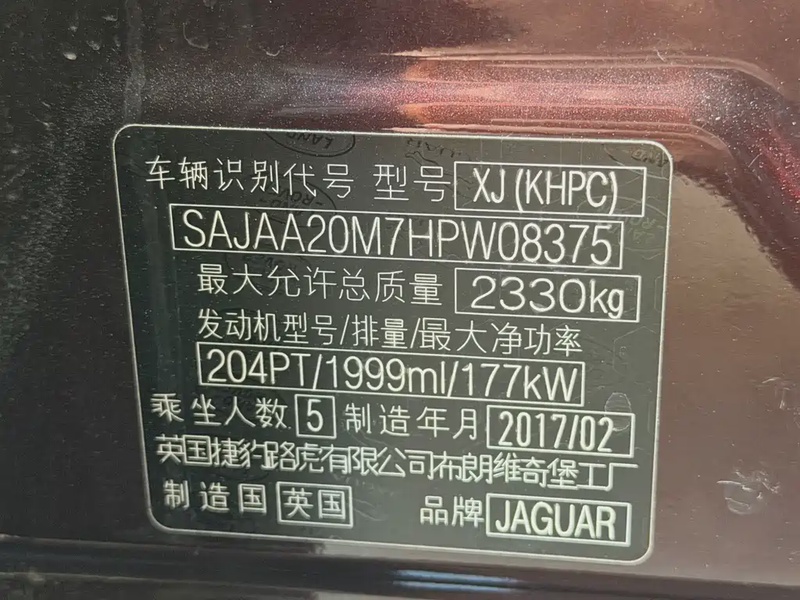 车辆识别代号 型号 XJ (KHPC)
SAJAA20M7HPW08375
最大允许总质量 2330kg
发动机型号/排量/最大净功率
204PT/1999ml/177kW
乘坐人数 5 制造年月 2017/02
英国捷豹路虎有限公司布朗维奇堡工厂
制造国 英国 品牌 JAGUAR